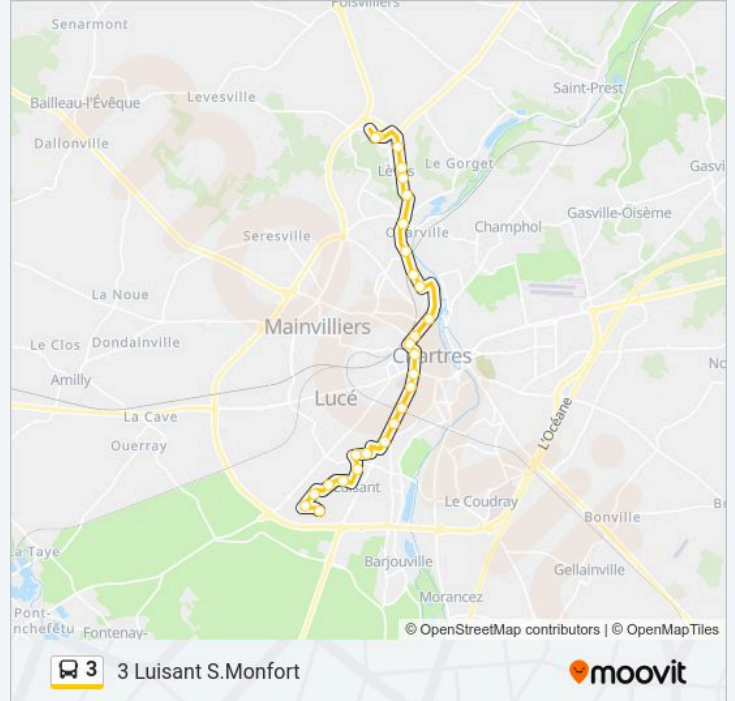 Poisvilliers
Senarmont
Saint-Prest
Levesville
Bailleau-l'Évêque
Dallonville
Le Gorget
Gasvi
Gasville-Oisème
Champhol
Seresville
La Noue
Mainvilliers
Le Clos
Dondainville
Chartres
Amilly
Lucé
La Cave
L'Océane
Ouerray
Luisant
Le Coudray
Bonville
la-Taye
Barjouville
Gellainville
Morancez
Pont-
nchefêtu
Fontenay-
© OpenStreetMap contributors | © OpenMapTiles
3
3 Luisant S.Monfort
moovit